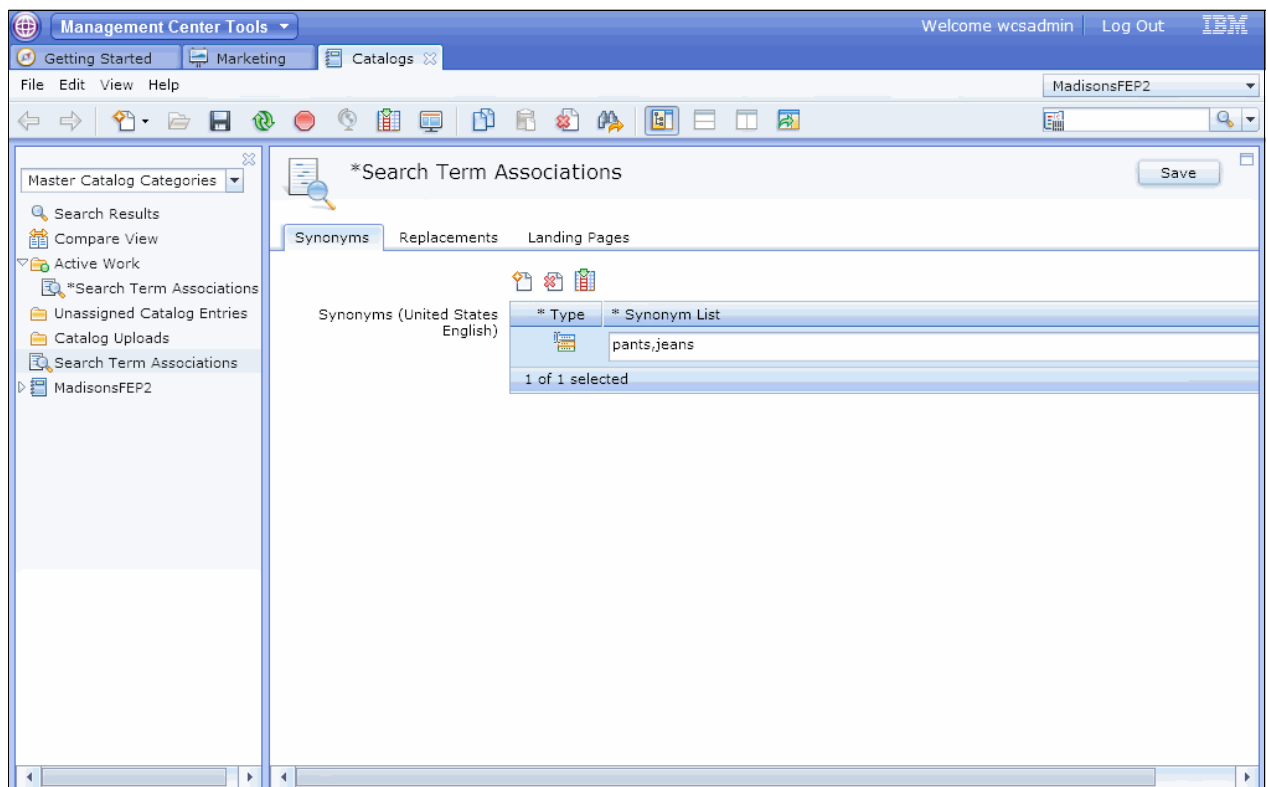 Management Center Tools
Welcome wcsadmin
Log Out
IBM
Getting Started
Marketing
Catalogs
File Edit View Help
MadisonsFEP2
Master Catalog Categories
Search Results
Compare View
Active Work
*Search Term Associations
Unassigned Catalog Entries
Catalog Uploads
Search Term Associations
MadisonsFEP2
*Search Term Associations
Save
Synonyms
Replacements
Landing Pages
Synonyms (United States
English)
* Type
* Synonym List
pants,jeans
1 of 1 selected